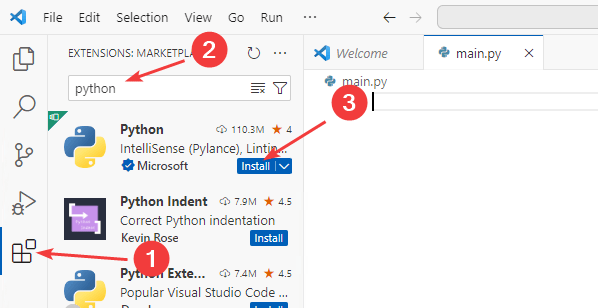 File Edit Selection View Go Run ···
EXTENSIONS: MARKETPL ···
2
Welcome
main.py
python
main.py
3
Python 110.3M ★ 4
IntelliSense (Pylance), Lintin...
Microsoft Install
Python Indent 7.9M ★ 4.5
Correct Python indentation
Kevin Rose Install
1
Python Exte... 7.4M ★ 4.5
Popular Visual Studio Code ...
Install